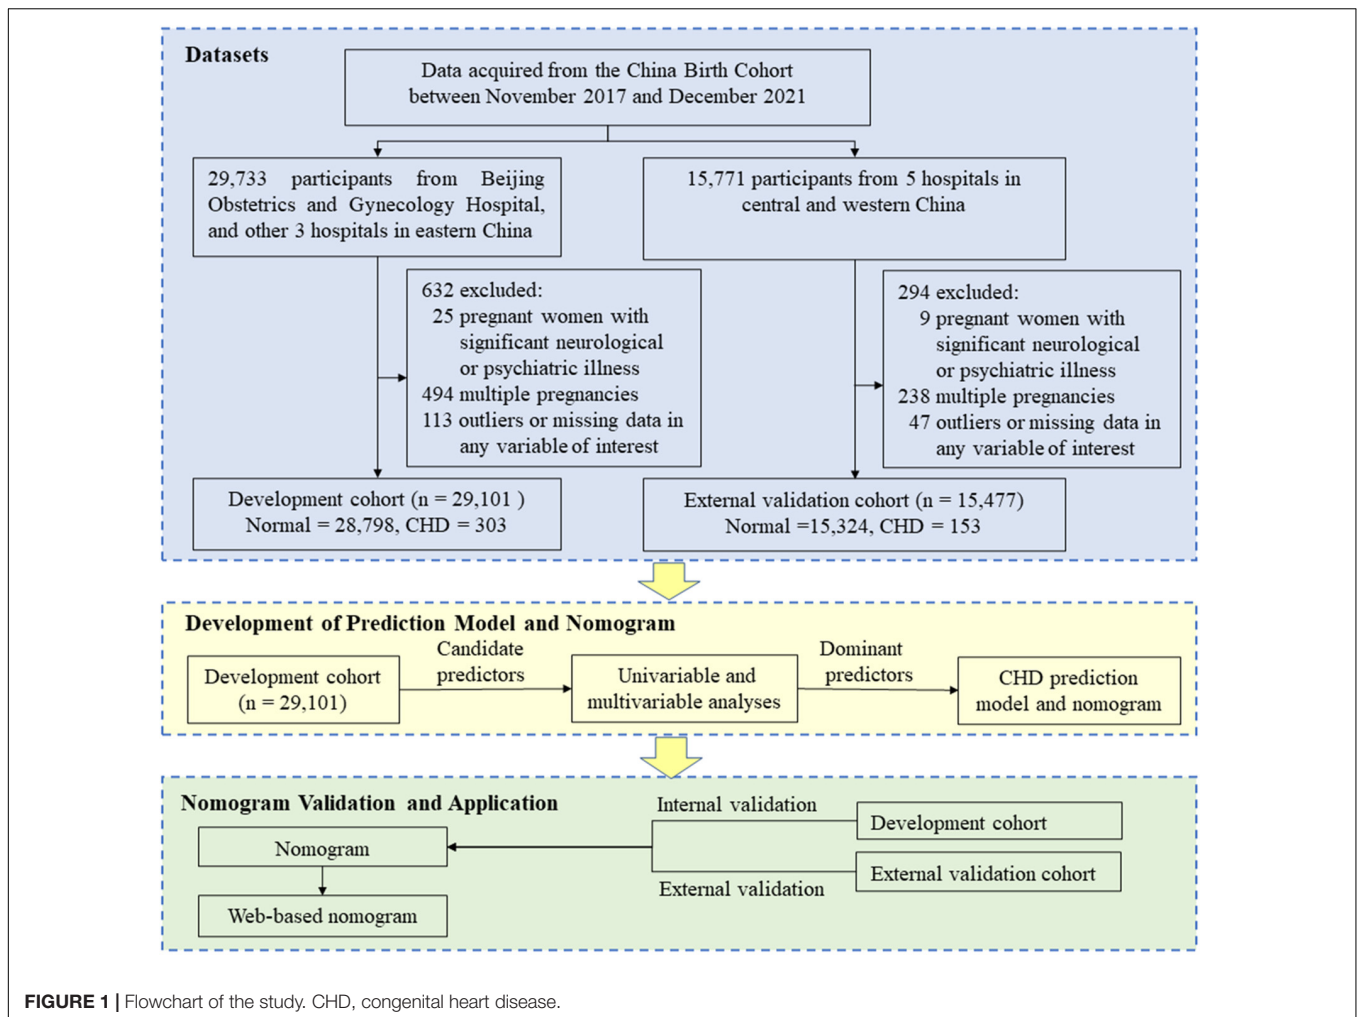 Datasets
Data acquired from the China Birth Cohort
between November 2017 and December 2021
29,733 participants from Beijing
Obstetrics and Gynecology Hospital,
and other 3 hospitals in eastern China
15,771 participants from 5 hospitals in
central and western China
632 excluded:
25 pregnant women with
significant neurological
or psychiatric illness
494 multiple pregnancies
113 outliers or missing data in
any variable of interest
294 excluded:
9 pregnant women with
significant neurological
or psychiatric illness
238 multiple pregnancies
47 outliers or missing data in
any variable of interest
Development cohort (n = 29,101 )
Normal = 28,798, CHD = 303
External validation cohort (n = 15,477)
Normal =15,324, CHD = 153
Development of Prediction Model and Nomogram
Development cohort
(n = 29,101)
Candidate
predictors
Univariable and
multivariable analyses
Dominant
predictors
CHD prediction
model and nomogram
Nomogram Validation and Application
Internal validation
Development cohort
Nomogram
External validation cohort
External validation
Web-based nomogram
FIGURE 1 | Flowchart of the study. CHD, congenital heart disease.